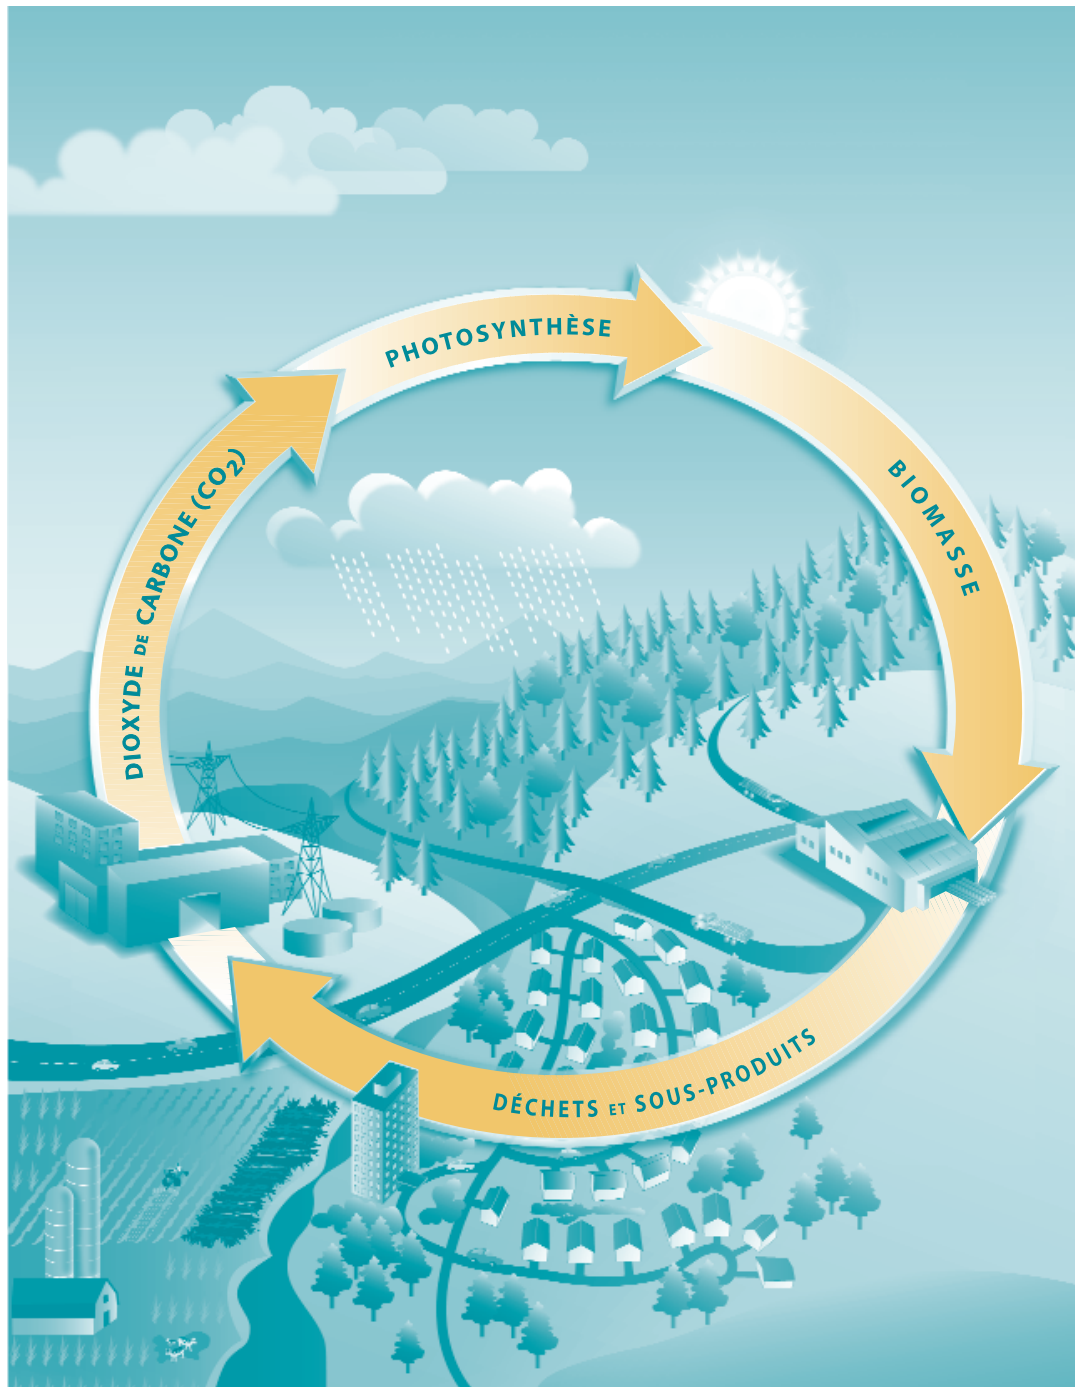 PHOTOSYNTHÈSE
BIOMASSE
DIOXYDE DE CARBONE (CO2)
DÉCHETS ET SOUS-PRODUITS